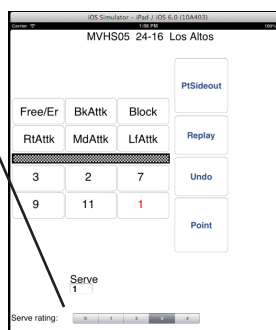 iOS Simulator – iPad / iOS 6.0 (10A403)
Carrier 1:56 PM 100%
MVHS05 24-16 Los Altos
PtSideout
Free/Er BkAttk Block
RtAttk MdAttk LfAttk
Replay
3 2 7
Undo
9 11 1
Point
Serve
1
Serve rating: 0 1 2 3 4